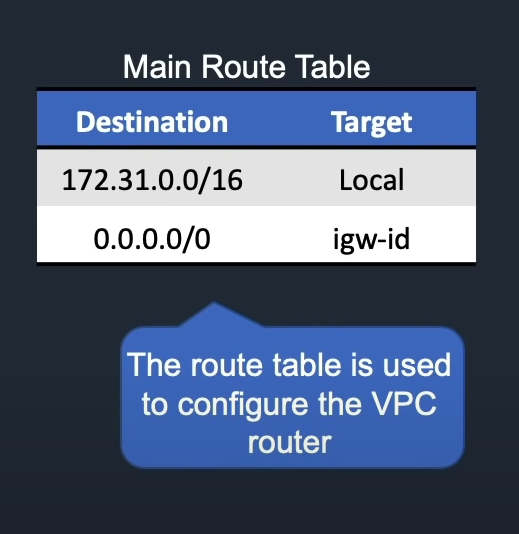 Main Route Table
Destination Target
172.31.0.0/16 Local
0.0.0.0/0 igw-id
The route table is used
to configure the VPC
router